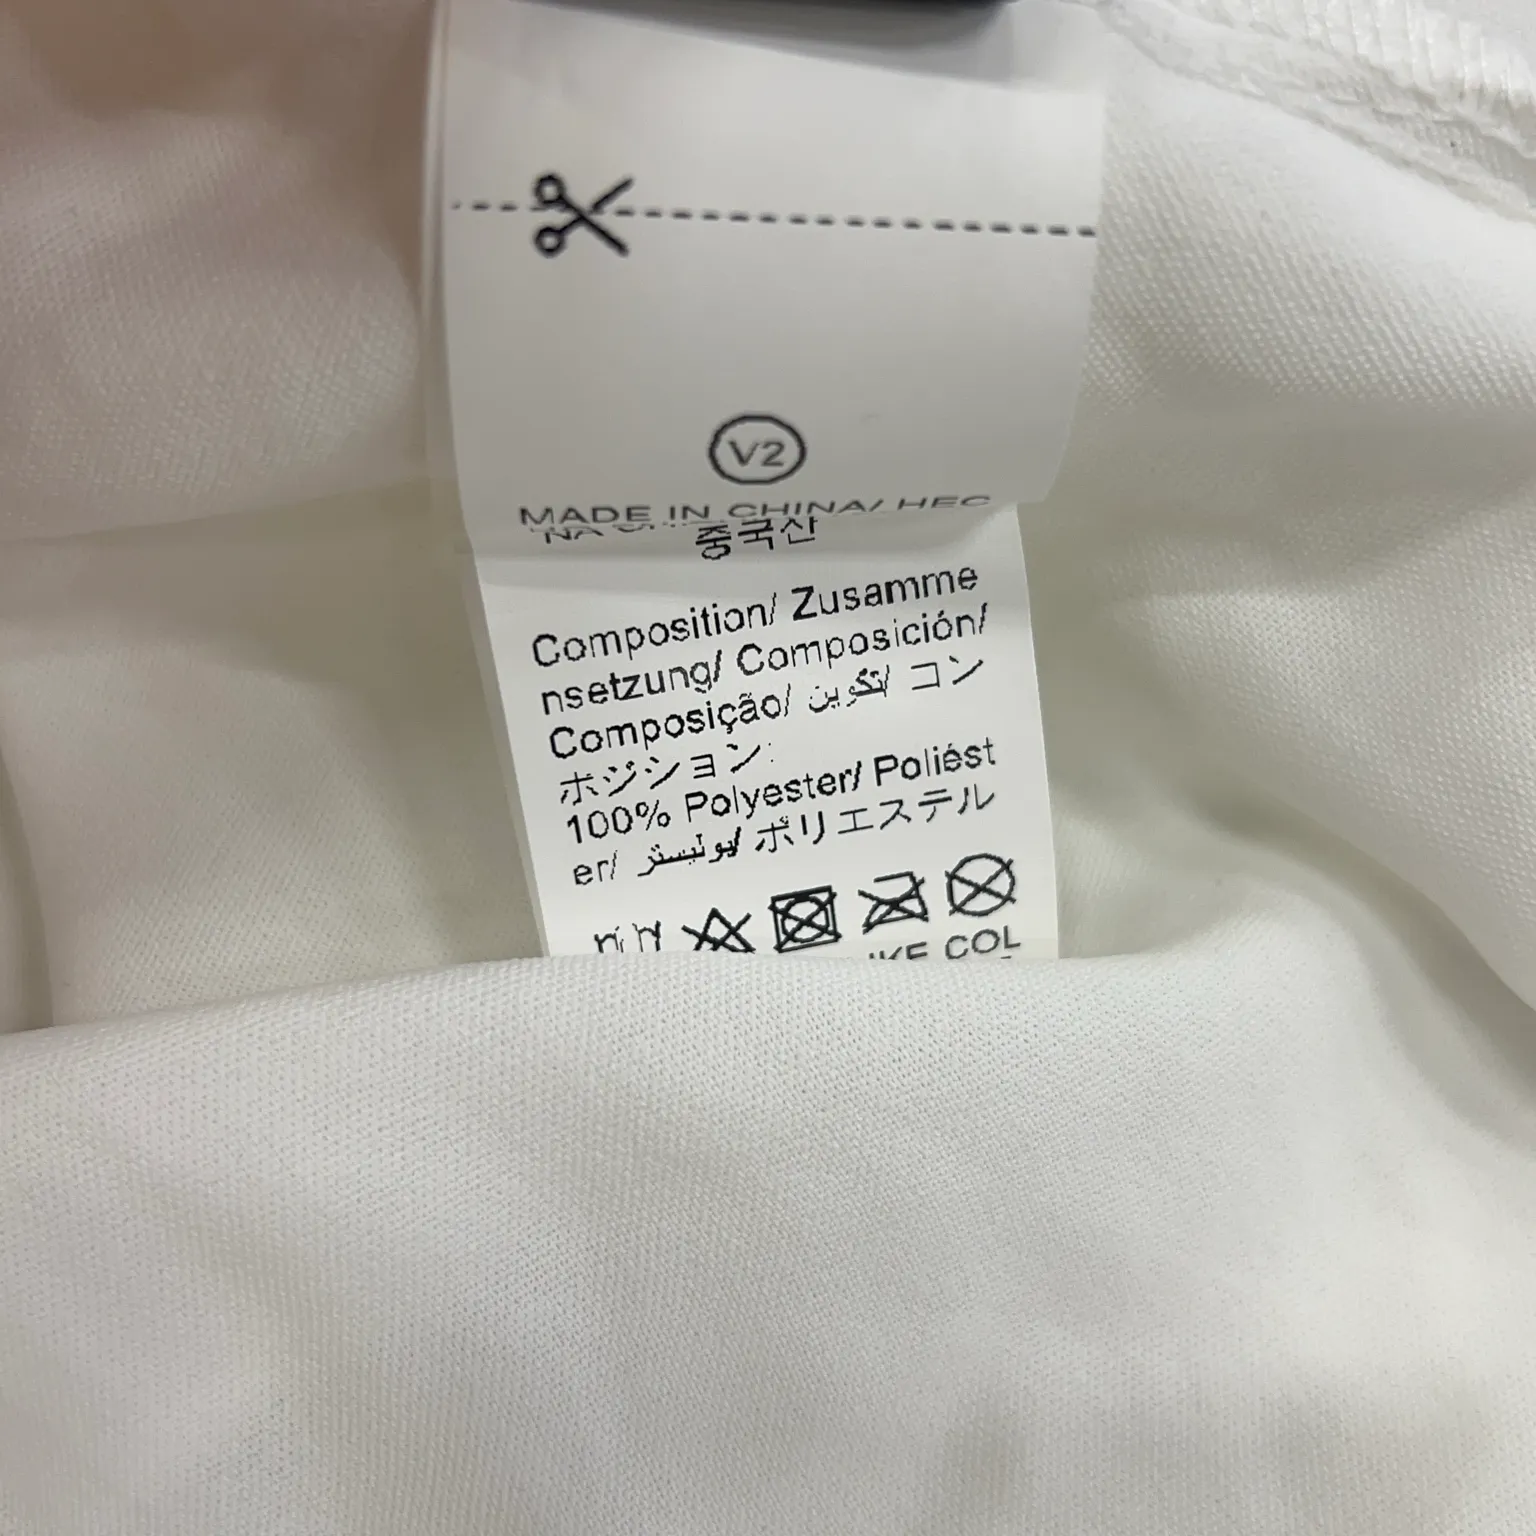 V2
MADE IN CHINA/ HEC
중국산
Composition/ Zusamme
nsetzung/ Composición/
Composição/ تكوين/ コン
ポジション:
100% Polyester/ Poliést
er/ بوليستر/ ポリエステル
COL